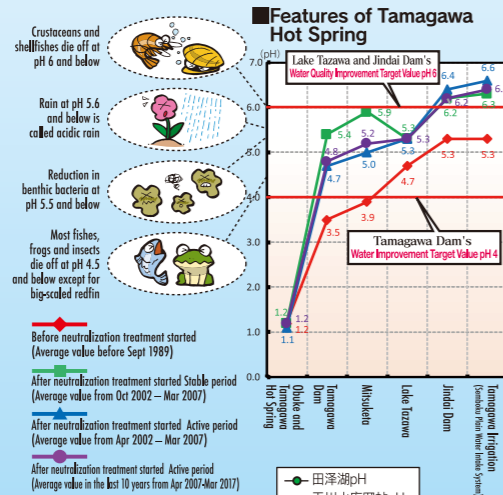 Crustaceans and
shellfishes die off at
pH 6 and below
Rain at pH 5.6
and below is
called acidic rain
Reduction in
benthic bacteria at
pH 5.5 and below
Most fishes,
frogs and insects
die off at pH 4.5
and below except for
big-scaled redfin
Before neutralization treatment started
(Average value before Sept 1989)
After neutralization treatment started Stable period
(Average value from Oct 2002 – Mar 2007)
After neutralization treatment started Active period
(Average value from Apr 2002 – Mar 2007)
After neutralization treatment started Active period
(Average value in the last 10 years from Apr 2007-Mar 2017)
■Features of Tamagawa
Hot Spring
(pH)
7.0
6.0
5.0
4.0
3.0
2.0
1.0
0.0
Lake Tazawa and Jindai Dam's
Water Quality Improvement Target Value pH 6
Tamagawa Dam's
Water Improvement Target Value pH 4
1.2
1.2
1.2
1.1
5.4
4.8
4.7
3.5
5.9
5.2
5.0
3.9
5.3
5.3
5.3
4.7
6.4
6.2
6.2
5.3
6.6
6.
6.3
5.3
Obuke and
Tamagawa
Hot Spring
Tamagawa
Dam
Mitsukota
Lake Tazawa
Jindai Dam
Tamagawa Irrigation
(Senboku Plain Water Intake System)
田沢湖pH